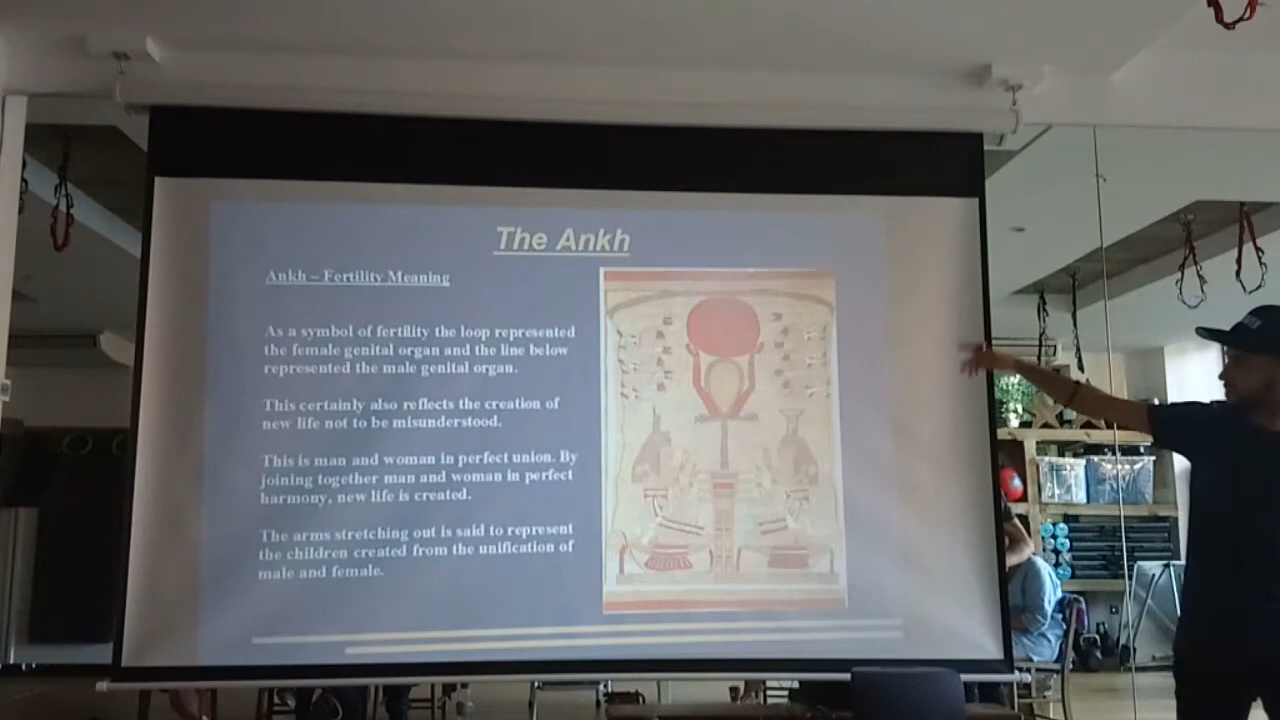 The Ankh
Ankh – Fertility Meaning
As a symbol of fertility the loop represented
the female genital organ and the line below
represented the male genital organ.
This certainly also reflects the creation of
new life not to be misunderstood.
This is man and woman in perfect union. By
joining together man and woman in perfect
harmony, new life is created.
The arms stretching out is said to represent
the children created from the unification of
male and female.